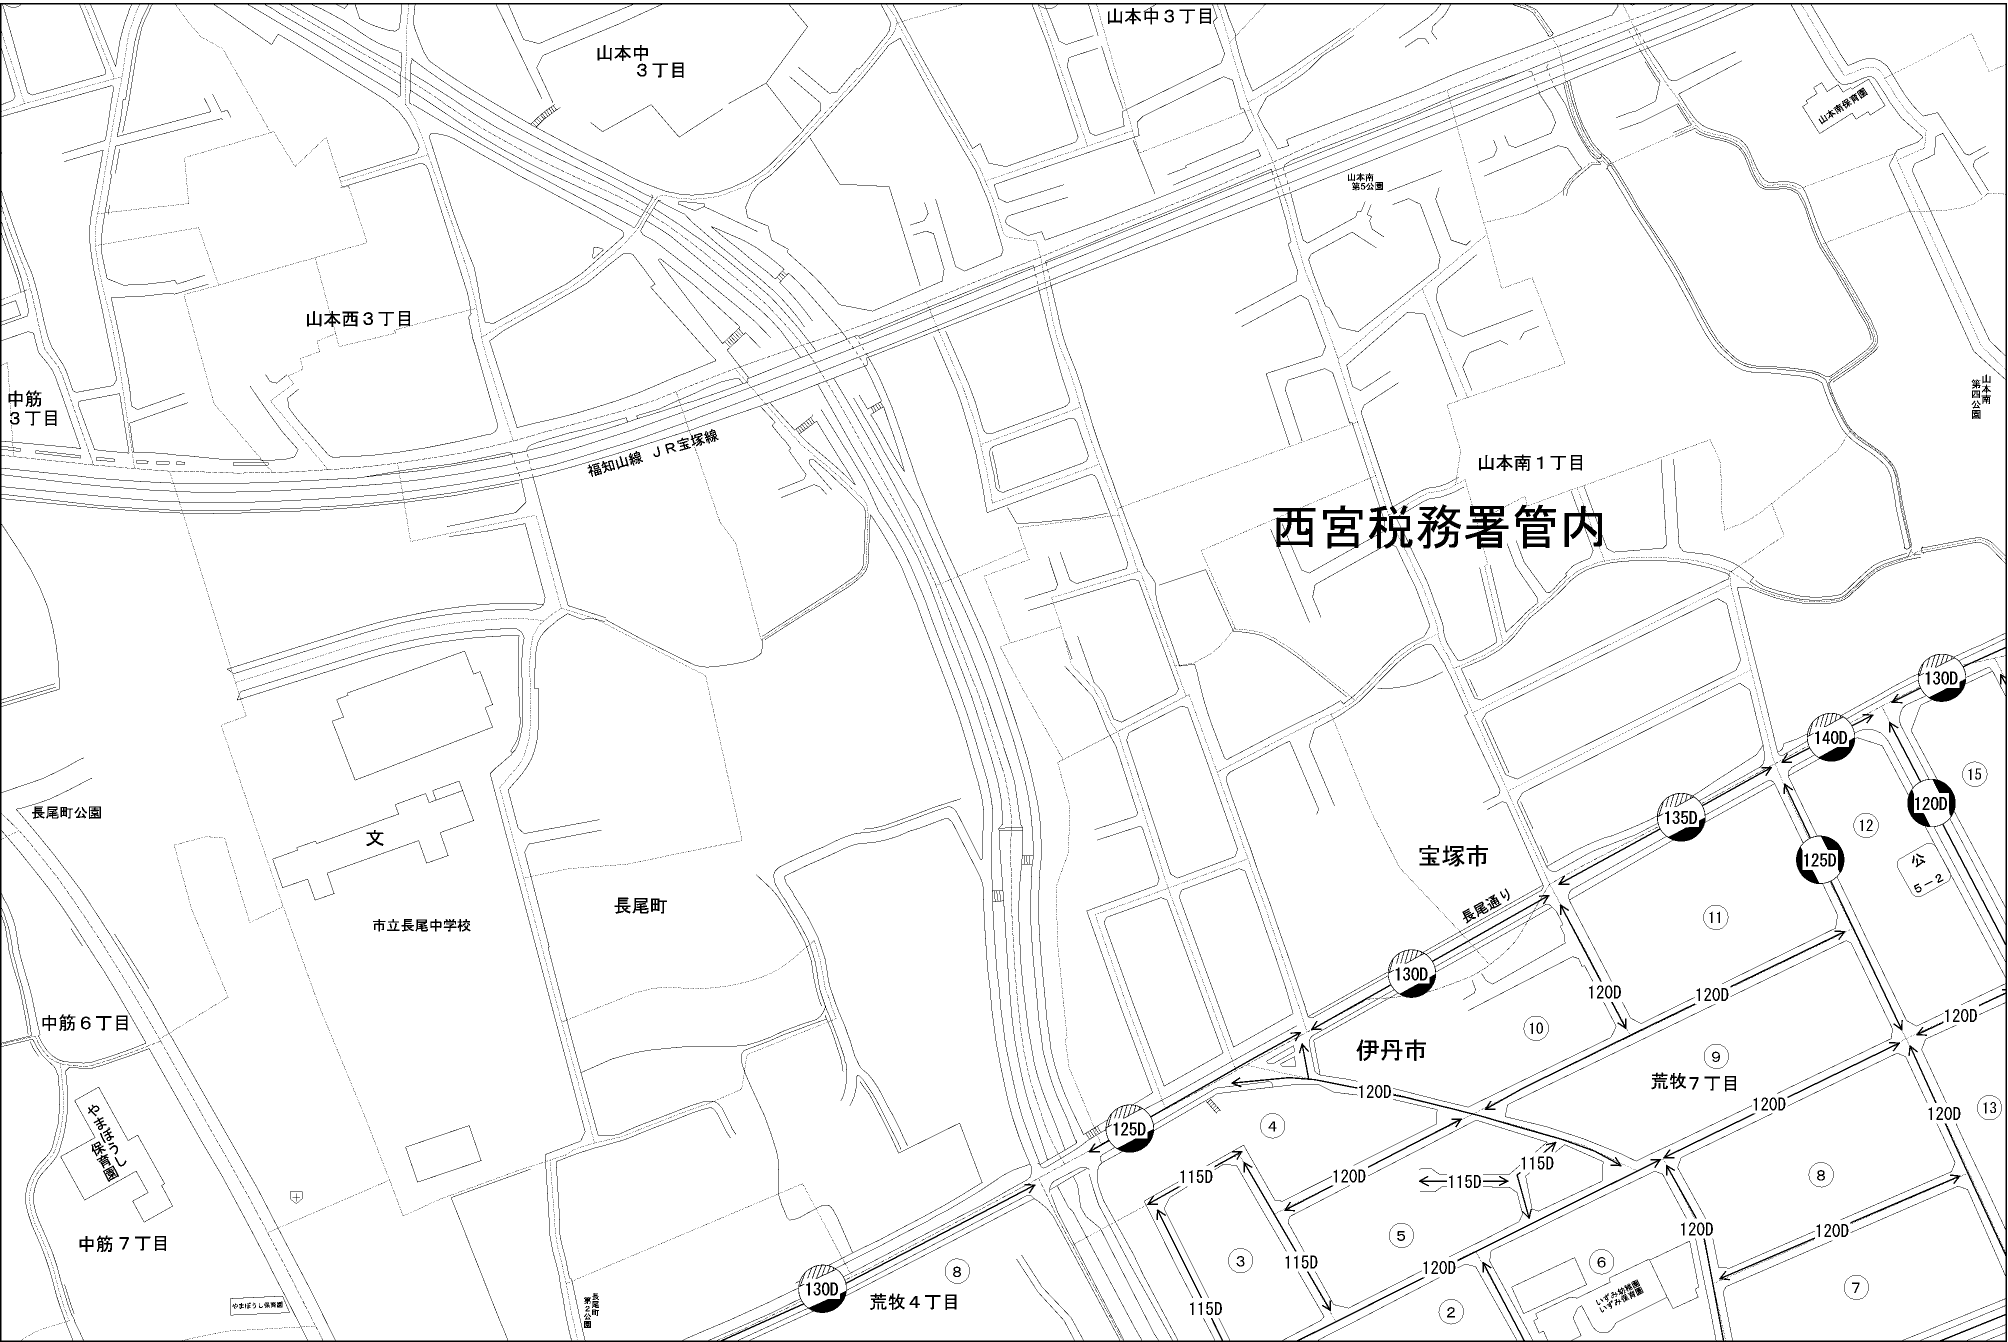 山本中３丁目
山本中
３丁目
山本南保育園
山本南
第5公園
山本西３丁目
中筋
３丁目
山本南
第四公園
福知山線　ＪＲ宝塚線
山本南１丁目
西宮税務署管内
130D
140D
15
120D
135D
12
125D
公
５－２
長尾町公園
文
宝塚市
長尾町
長尾通り
市立長尾中学校
11
130D
120D
120D
中筋６丁目
10
120D
伊丹市
9
荒牧７丁目
120D
120D
120D
13
やまぼうし
保育園
125D
4
115D
120D
115D
115D
8
120D
120D
中筋７丁目
5
3
115D
120D
6
8
130D
荒牧４丁目
7
いずみ幼稚園
いずみ保育園
2
115D
やまぼうし保育園
長尾町
第2公園